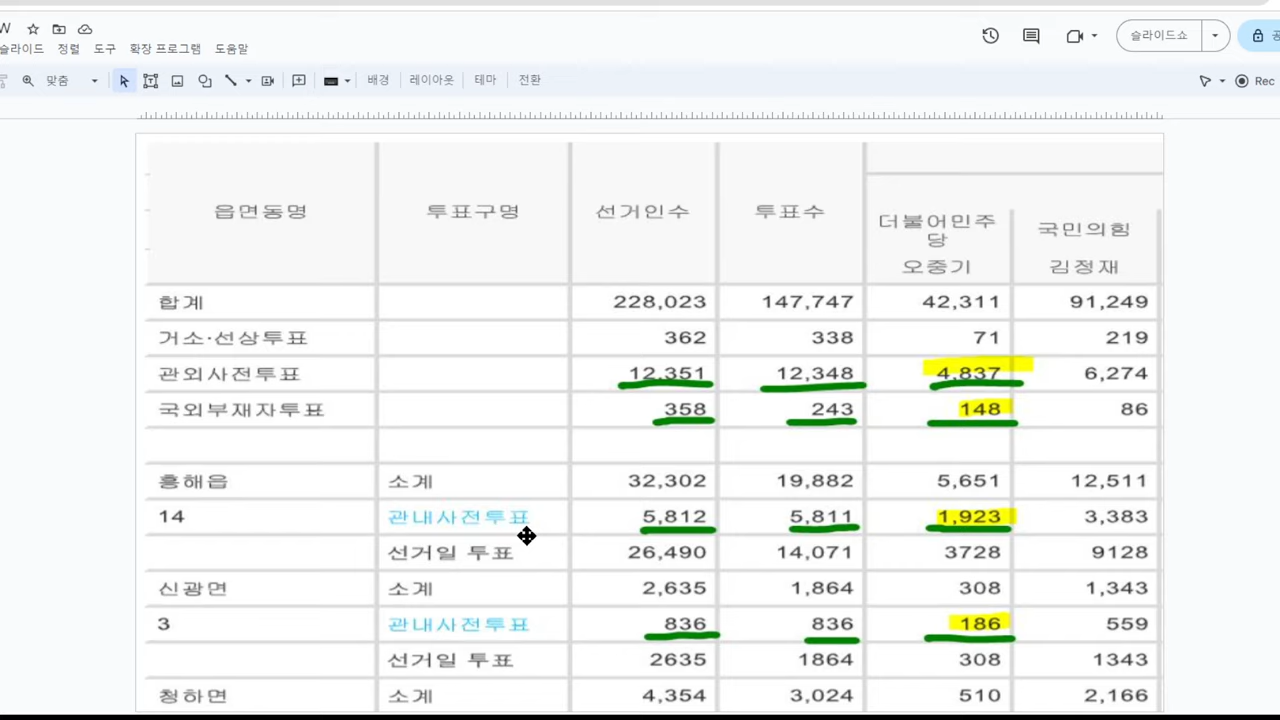 슬라이드 정렬 도구 확장 프로그램 도움말
슬라이드쇼
맞춤 배경 레이아웃 테마 전환 Rec
읍면동명 투표구명 선거인수 투표수 더불어민주당 오중기 국민의힘 김정재
합계 228,023 147,747 42,311 91,249
거소·선상투표 362 338 71 219
관외사전투표 12,351 12,348 4,837 6,274
국외부재자투표 358 243 148 86
흥해읍 소계 32,302 19,882 5,651 12,511
14 관내사전투표 5,812 5,811 1,923 3,383
선거일 투표 26,490 14,071 3728 9128
신광면 소계 2,635 1,864 308 1,343
3 관내사전투표 836 836 186 559
선거일 투표 2635 1864 308 1343
청하면 소계 4,354 3,024 510 2,166